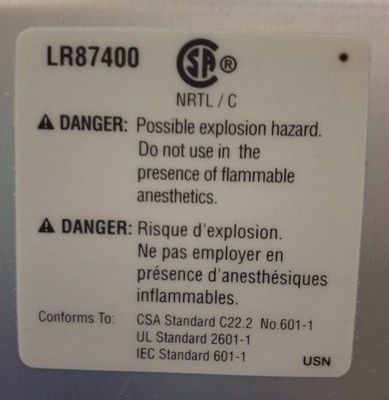 LR87400
CSA®
NRTL / C
⚠ DANGER: Possible explosion hazard.
Do not use in the
presence of flammable
anesthetics.
⚠ DANGER: Risque d'explosion.
Ne pas employer en
présence d'anesthésiques
inflammables.
Conforms To: CSA Standard C22.2 No.601-1
UL Standard 2601-1
IEC Standard 601-1
USN